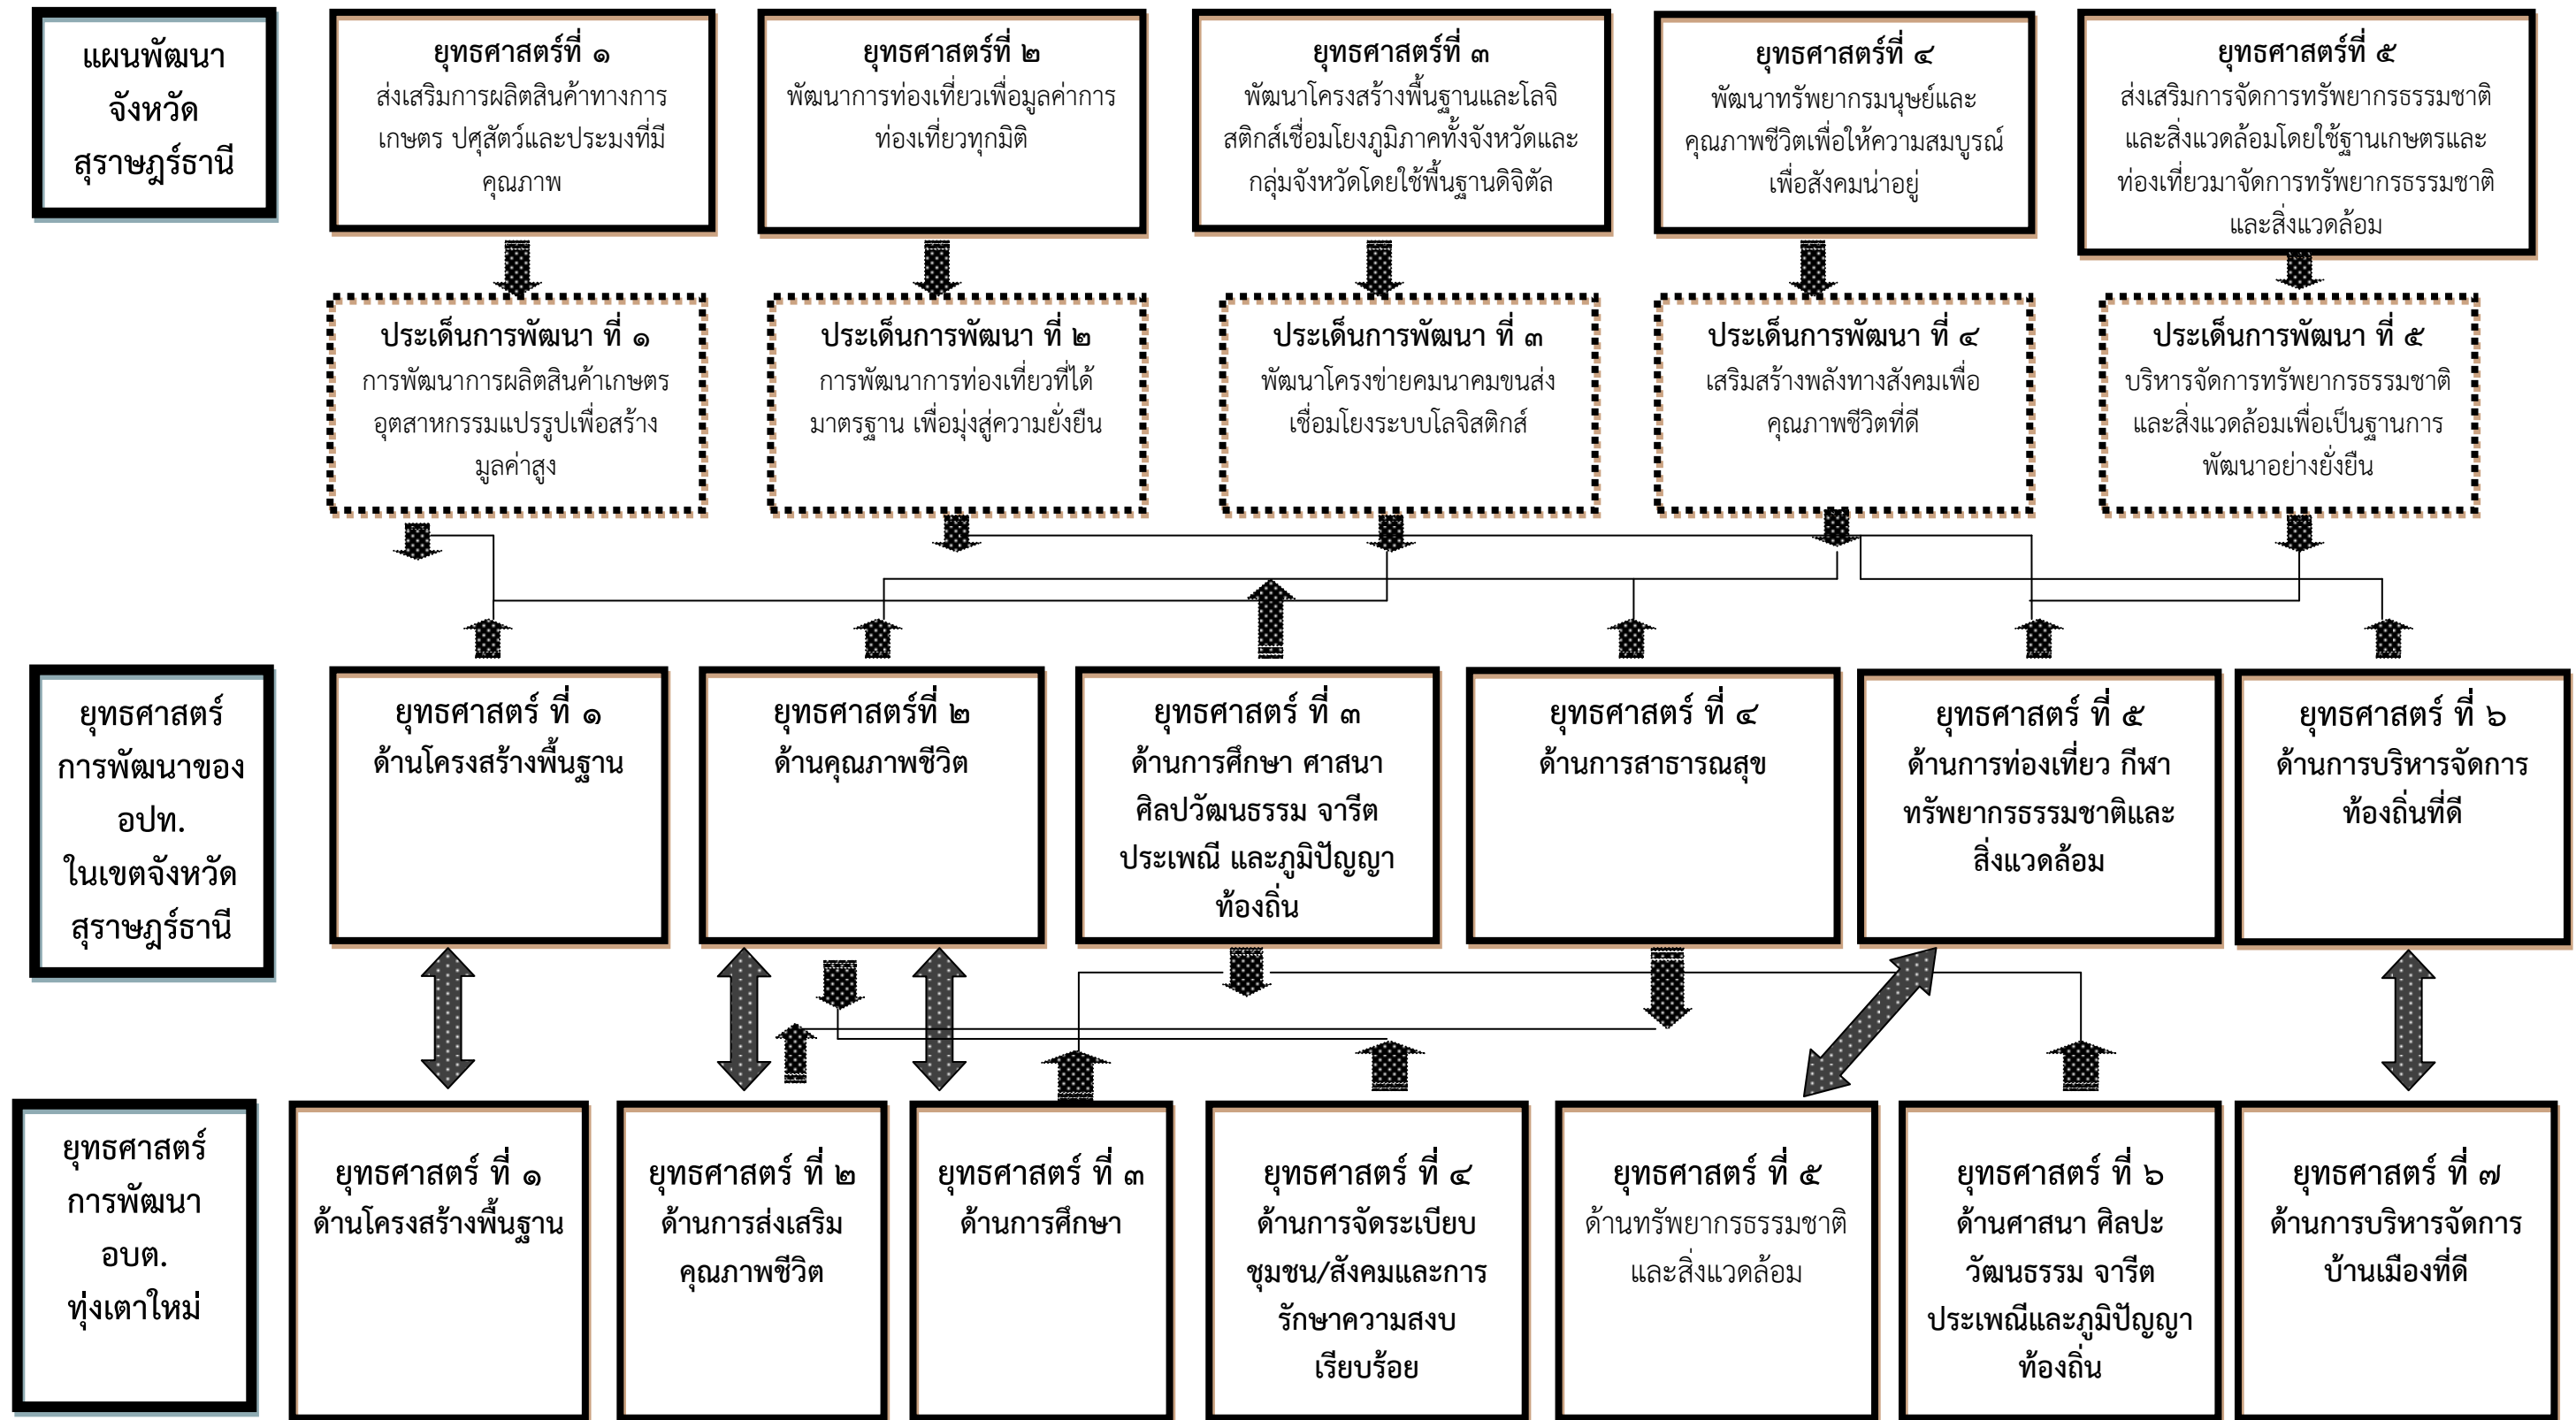 แผนพัฒนา
จังหวัด
สุราษฎร์ธานี
ยุทธศาสตร์ที่ ๑
ส่งเสริมการผลิตสินค้าทางการ
เกษตร ปศุสัตว์และประมงที่มี
คุณภาพ
ยุทธศาสตร์ที่ ๒
พัฒนาการท่องเที่ยวเพื่อมูลค่าการ
ท่องเที่ยวทุกมิติ
ยุทธศาสตร์ที่ ๓
พัฒนาโครงสร้างพื้นฐานและโลจิ
สติกส์เชื่อมโยงภูมิภาคทั้งจังหวัดและ
กลุ่มจังหวัดโดยใช้พื้นฐานดิจิตัล
ยุทธศาสตร์ที่ ๔
พัฒนาทรัพยากรมนุษย์และ
คุณภาพชีวิตเพื่อให้ความสมบูรณ์
เพื่อสังคมน่าอยู่
ยุทธศาสตร์ที่ ๕
ส่งเสริมการจัดการทรัพยากรธรรมชาติ
และสิ่งแวดล้อมโดยใช้ฐานเกษตรและ
ท่องเที่ยวมาจัดการทรัพยากรธรรมชาติ
และสิ่งแวดล้อม
ประเด็นการพัฒนา ที่ ๑
การพัฒนาการผลิตสินค้าเกษตร
อุตสาหกรรมแปรรูปเพื่อสร้าง
มูลค่าสูง
ประเด็นการพัฒนา ที่ ๒
การพัฒนาการท่องเที่ยวที่ได้
มาตรฐาน เพื่อมุ่งสู่ความยั่งยืน
ประเด็นการพัฒนา ที่ ๓
พัฒนาโครงข่ายคมนาคมขนส่ง
เชื่อมโยงระบบโลจิสติกส์
ประเด็นการพัฒนา ที่ ๔
เสริมสร้างพลังทางสังคมเพื่อ
คุณภาพชีวิตที่ดี
ประเด็นการพัฒนา ที่ ๕
บริหารจัดการทรัพยากรธรรมชาติ
และสิ่งแวดล้อมเพื่อเป็นฐานการ
พัฒนาอย่างยั่งยืน
ยุทธศาสตร์
การพัฒนาของ
อปท.
ในเขตจังหวัด
สุราษฎร์ธานี
ยุทธศาสตร์ ที่ ๑
ด้านโครงสร้างพื้นฐาน
ยุทธศาสตร์ที่ ๒
ด้านคุณภาพชีวิต
ยุทธศาสตร์ ที่ ๓
ด้านการศึกษา ศาสนา
ศิลปวัฒนธรรม จารีต
ประเพณี และภูมิปัญญา
ท้องถิ่น
ยุทธศาสตร์ ที่ ๔
ด้านการสาธารณสุข
ยุทธศาสตร์ ที่ ๕
ด้านการท่องเที่ยว กีฬา
ทรัพยากรธรรมชาติและ
สิ่งแวดล้อม
ยุทธศาสตร์ ที่ ๖
ด้านการบริหารจัดการ
ท้องถิ่นที่ดี
ยุทธศาสตร์
การพัฒนา
อบต.
ทุ่งเตาใหม่
ยุทธศาสตร์ ที่ ๑
ด้านโครงสร้างพื้นฐาน
ยุทธศาสตร์ ที่ ๒
ด้านการส่งเสริม
คุณภาพชีวิต
ยุทธศาสตร์ ที่ ๓
ด้านการศึกษา
ยุทธศาสตร์ ที่ ๔
ด้านการจัดระเบียบ
ชุมชน/สังคมและการ
รักษาความสงบ
เรียบร้อย
ยุทธศาสตร์ ที่ ๕
ด้านทรัพยากรธรรมชาติ
และสิ่งแวดล้อม
ยุทธศาสตร์ ที่ ๖
ด้านศาสนา ศิลปะ
วัฒนธรรม จารีต
ประเพณีและภูมิปัญญา
ท้องถิ่น
ยุทธศาสตร์ ที่ ๗
ด้านการบริหารจัดการ
บ้านเมืองที่ดี